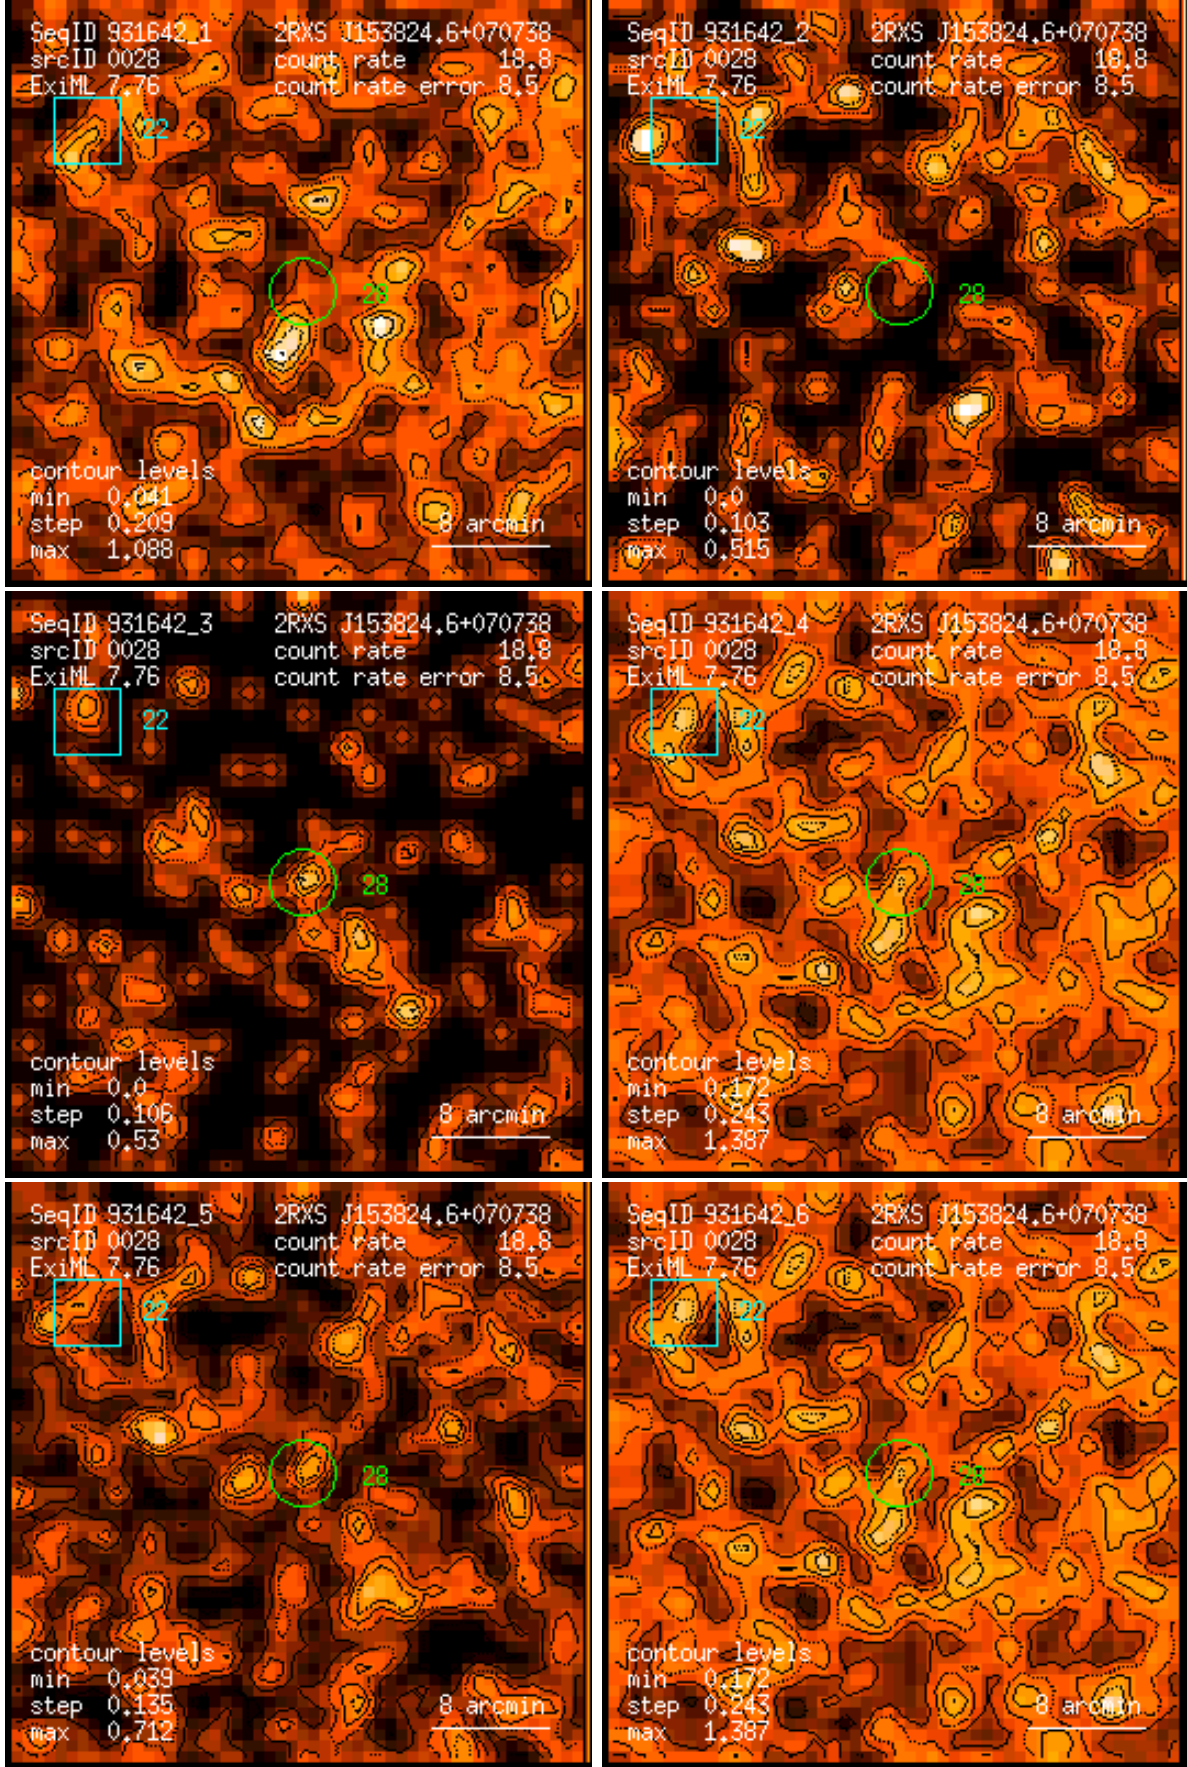 SeqID 931642_1 2RXS J153824.6+070738
srcID 0028 count rate 18.8
ExiML 7.76 count rate error 8.5
22
28
contour levels
min 0.041
step 0.209 8 arcmin
max 1.088
SeqID 931642_2 2RXS J153824.6+070738
srcID 0028 count rate 18.8
ExiML 7.76 count rate error 8.5
22
28
contour levels
min 0.0
step 0.103 8 arcmin
max 0.515
SeqID 931642_3 2RXS J153824.6+070738
srcID 0028 count rate 18.8
ExiML 7.76 count rate error 8.5
22
28
contour levels
min 0.0
step 0.106 8 arcmin
max 0.53
SeqID 931642_4 2RXS J153824.6+070738
srcID 0028 count rate 18.8
ExiML 7.76 count rate error 8.5
22
28
contour levels
min 0.172
step 0.243 8 arcmin
max 1.387
SeqID 931642_5 2RXS J153824.6+070738
srcID 0028 count rate 18.8
ExiML 7.76 count rate error 8.5
22
28
contour levels
min 0.039
step 0.135 8 arcmin
max 0.712
SeqID 931642_6 2RXS J153824.6+070738
srcID 0028 count rate 18.8
ExiML 7.76 count rate error 8.5
22
28
contour levels
min 0.172
step 0.243 8 arcmin
max 1.387